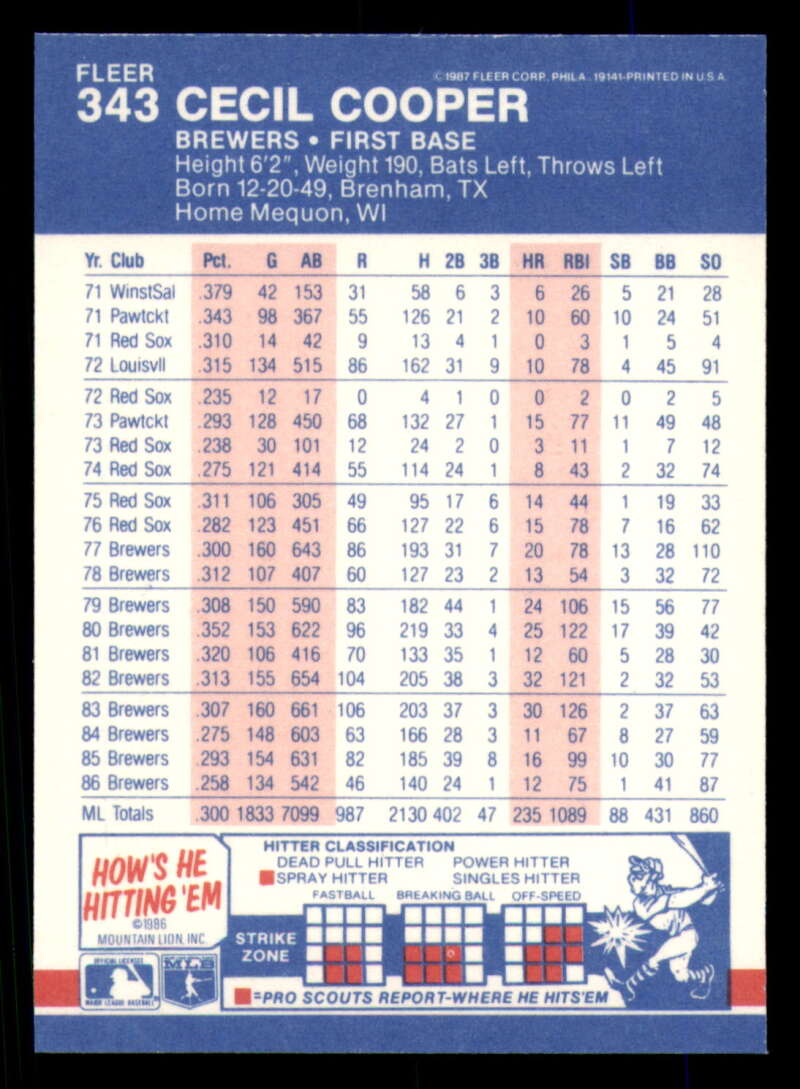 FLEER
©1987 FLEER CORP. PHILA. 19141-PRINTED IN U.S.A.
343 CECIL COOPER
BREWERS • FIRST BASE
Height 6'2", Weight 190, Bats Left, Throws Left
Born 12-20-49, Brenham, TX
Home Mequon, WI
Yr. Club Pct. G AB R H 2B 3B HR RBI SB BB SO
71 WinstSal .379 42 153 31 58 6 3 6 26 5 21 28
71 Pawtckt .343 98 367 55 126 21 2 10 60 10 24 51
71 Red Sox .310 14 42 9 13 4 1 0 3 1 5 4
72 Louisvll .315 134 515 86 162 31 9 10 78 4 45 91
72 Red Sox .235 12 17 0 4 1 0 0 2 0 2 5
73 Pawtckt .293 128 450 68 132 27 1 15 77 11 49 48
73 Red Sox .238 30 101 12 24 2 0 3 11 1 7 12
74 Red Sox .275 121 414 55 114 24 1 8 43 2 32 74
75 Red Sox .311 106 305 49 95 17 6 14 44 1 19 33
76 Red Sox .282 123 451 66 127 22 6 15 78 7 16 62
77 Brewers .300 160 643 86 193 31 7 20 78 13 28 110
78 Brewers .312 107 407 60 127 23 2 13 54 3 32 72
79 Brewers .308 150 590 83 182 44 1 24 106 15 56 77
80 Brewers .352 153 622 96 219 33 4 25 122 17 39 42
81 Brewers .320 106 416 70 133 35 1 12 60 5 28 30
82 Brewers .313 155 654 104 205 38 3 32 121 2 32 53
83 Brewers .307 160 661 106 203 37 3 30 126 2 37 63
84 Brewers .275 148 603 63 166 28 3 11 67 8 27 59
85 Brewers .293 154 631 82 185 39 8 16 99 10 30 77
86 Brewers .258 134 542 46 140 24 1 12 75 1 41 87
ML Totals .300 1833 7099 987 2130 402 47 235 1089 88 431 860
HOW'S HE
HITTING 'EM
©1986
MOUNTAIN LION, INC.
HITTER CLASSIFICATION
DEAD PULL HITTER POWER HITTER
SPRAY HITTER SINGLES HITTER
FASTBALL BREAKING BALL OFF-SPEED
STRIKE
ZONE
=PRO SCOUTS REPORT-WHERE HE HITS'EM
OFFICIAL LICENSEE
MAJOR LEAGUE BASEBALL
MLB